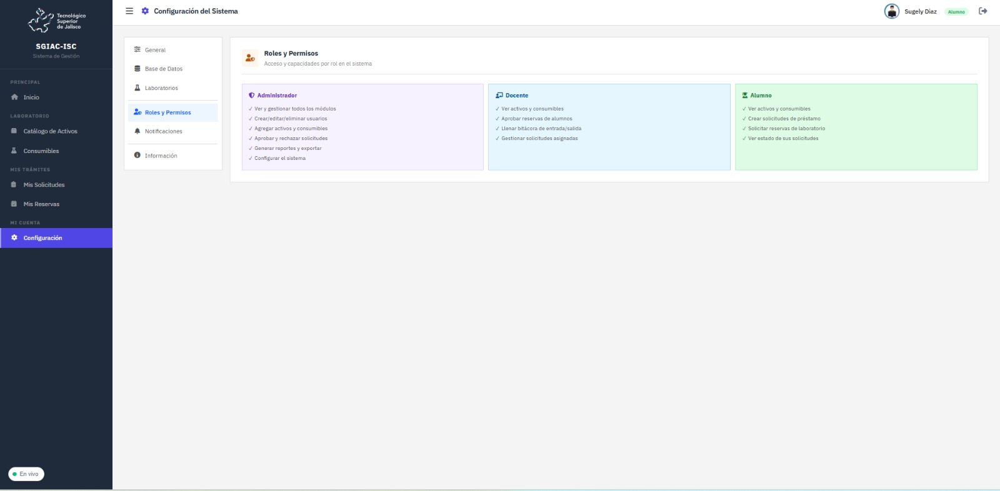 Tecnológico
Superior
de Jalisco
SGIAC-ISC
Sistema de Gestión
PRINCIPAL
Inicio
LABORATORIO
Catálogo de Activos
Consumibles
MIS TRÁMITES
Mis Solicitudes
Mis Reservas
MI CUENTA
Configuración
En vivo
Configuración del Sistema
Sugely Diaz
Alumno
General
Base de Datos
Laboratorios
Roles y Permisos
Notificaciones
Información
Roles y Permisos
Acceso y capacidades por rol en el sistema
Administrador
✓ Ver y gestionar todos los módulos
✓ Crear/editar/eliminar usuarios
✓ Agregar activos y consumibles
✓ Aprobar y rechazar solicitudes
✓ Generar reportes y exportar
✓ Configurar el sistema
Docente
✓ Ver activos y consumibles
✓ Aprobar reservas de alumnos
✓ Llenar bitácora de entrada/salida
✓ Gestionar solicitudes asignadas
Alumno
✓ Ver activos y consumibles
✓ Crear solicitudes de préstamo
✓ Solicitar reservas de laboratorio
✓ Ver estado de sus solicitudes